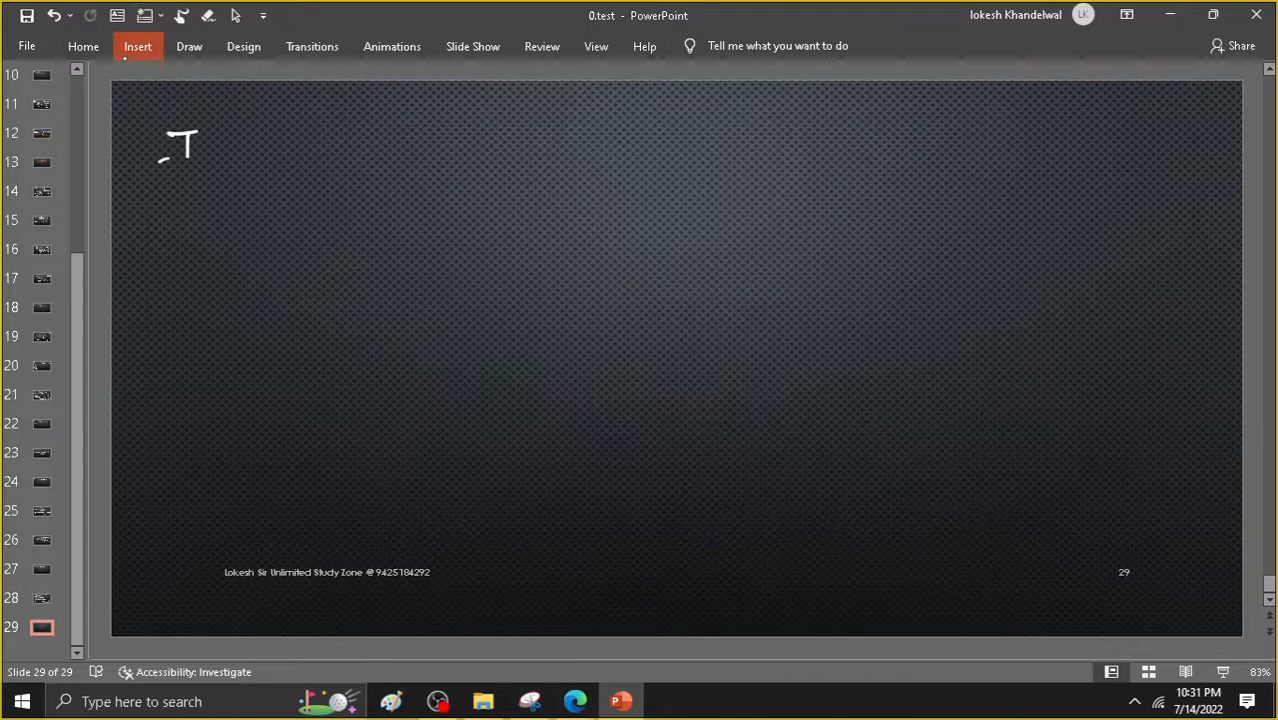 0.test - PowerPoint
lokesh Khandelwal
LK
File Home Insert Draw Design Transitions Animations Slide Show Review View Help Tell me what you want to do Share
10
11
12
13
14
15
16
17
18
19
20
21
22
23
24
25
26
27
28
29
T
Lokesh Sir Unlimited Study Zone @ 9425184292
29
Slide 29 of 29 Accessibility: Investigate 83%
Type here to search
10:31 PM
7/14/2022